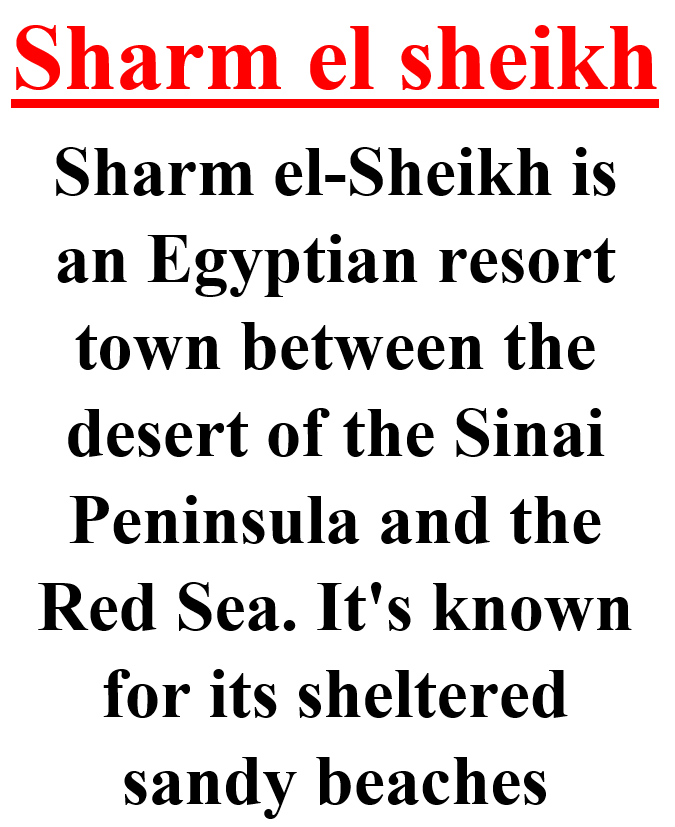 Sharm el sheikh
Sharm el-Sheikh is
an Egyptian resort
town between the
desert of the Sinai
Peninsula and the
Red Sea. It's known
for its sheltered
sandy beaches